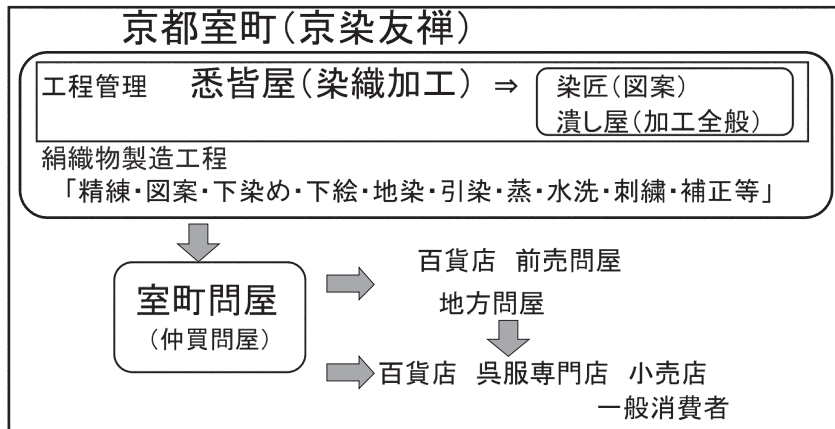 京都室町（京染友禅）
工程管理 悉皆屋（染織加工） ⇒ 染匠（図案）
潰し屋（加工全般）
絹織物製造工程
「精練・図案・下染め・下絵・地染・引染・蒸・水洗・刺繍・補正等」
百貨店 前売問屋
地方問屋
室町問屋
（仲買問屋）
百貨店 呉服専門店 小売店
一般消費者